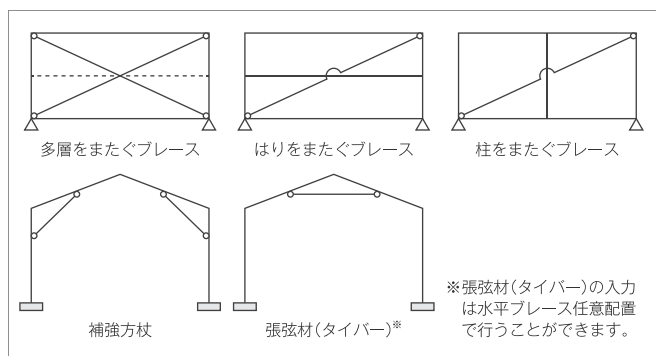 多層をまたぐブレース
はりをまたぐブレース
柱をまたぐブレース
補強方杖
張弦材(タイバー)※
※張弦材(タイバー)の入力
は水平ブレース任意配置
で行うことができます。